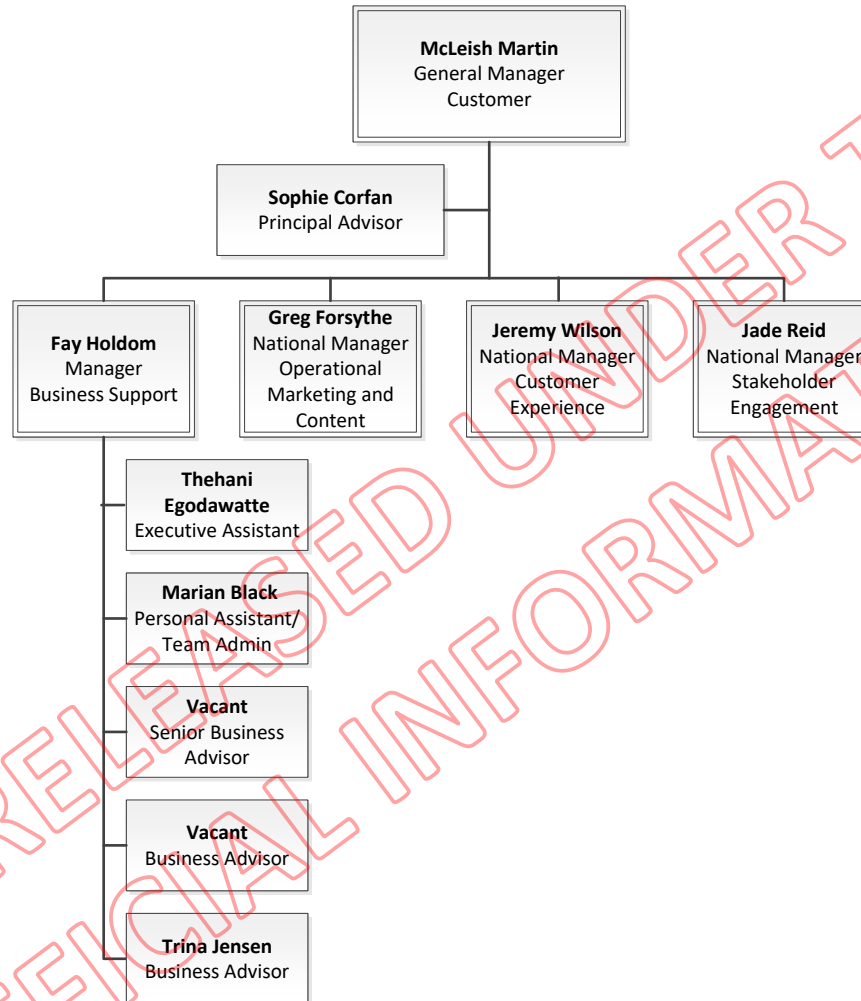 McLeish Martin
General Manager
Customer
Sophie Corfan
Principal Advisor
Fay Holdom
Manager
Business Support
Greg Forsythe
National Manager
Operational
Marketing and
Content
Jeremy Wilson
National Manager
Customer
Experience
Jade Reid
National Manager
Stakeholder
Engagement
Thehani
Egodawatte
Executive Assistant
Marian Black
Personal Assistant/
Team Admin
Vacant
Senior Business
Advisor
Vacant
Business Advisor
Trina Jensen
Business Advisor
RELEASED UNDER T
FFICIAL INFORMAT